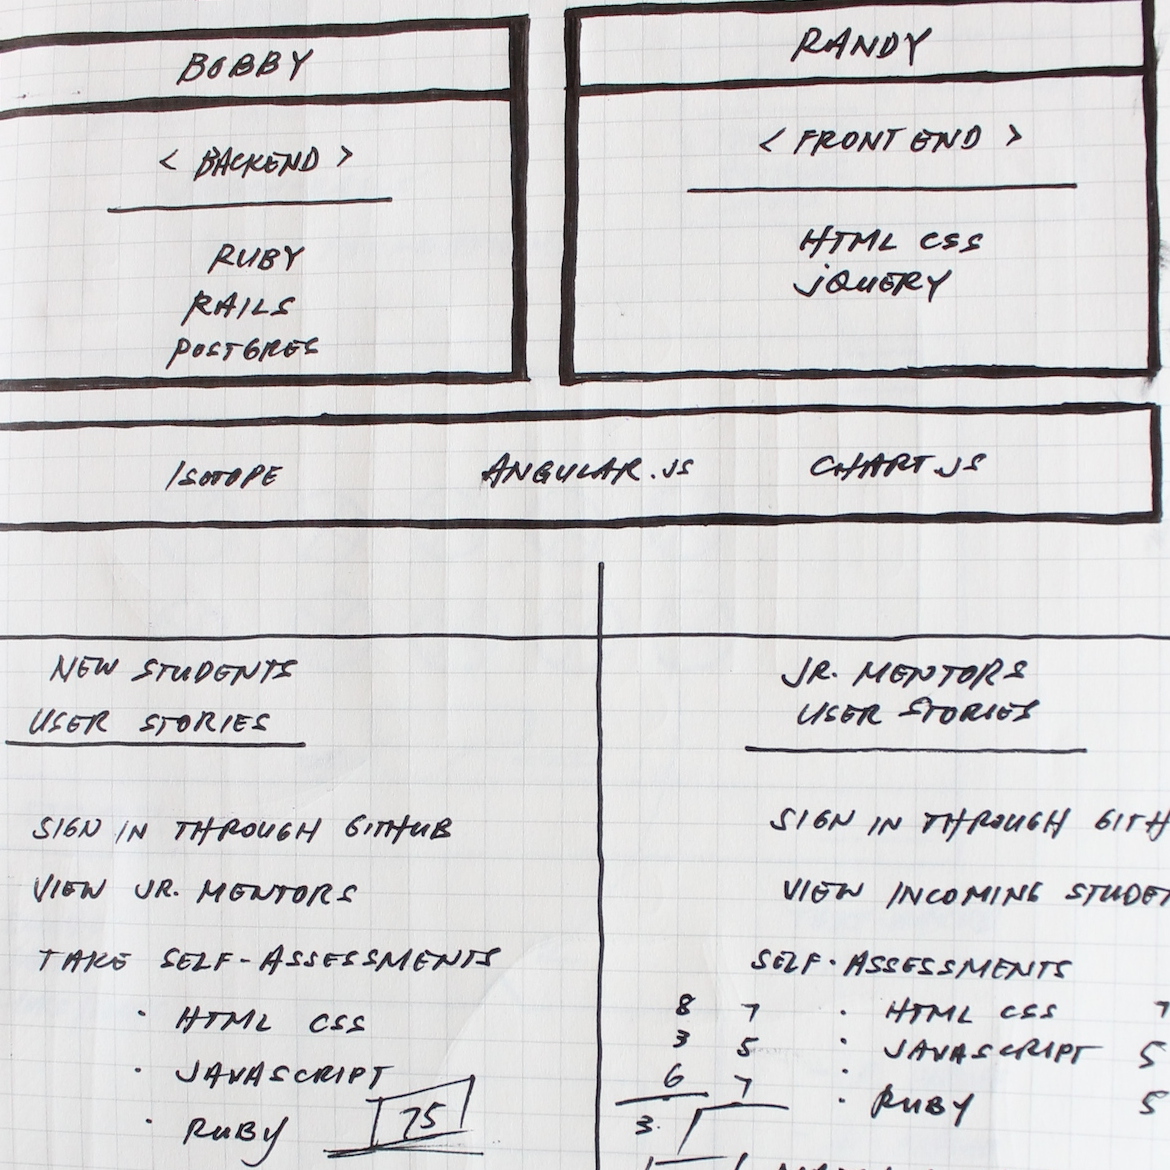 BOBBY
< BACKEND >
RUBY
RAILS
POSTGRES
RANDY
< FRONT END >
HTML CSS
jQUERY
ISOTOPE ANGULAR.JS CHART.JS
NEW STUDENTS
USER STORIES
SIGN IN THROUGH GITHUB
VIEW JR. MENTORS
TAKE SELF-ASSESSMENTS
· HTML CSS
· JAVASCRIPT
· RUBY 75
JR. MENTORS
USER STORIES
SIGN IN THROUGH GITH
VIEW INCOMING STUDE
SELF-ASSESSMENTS
8 7 · HTML CSS 7
3 5 · JAVASCRIPT 5
6 7 · RUBY 5
3.